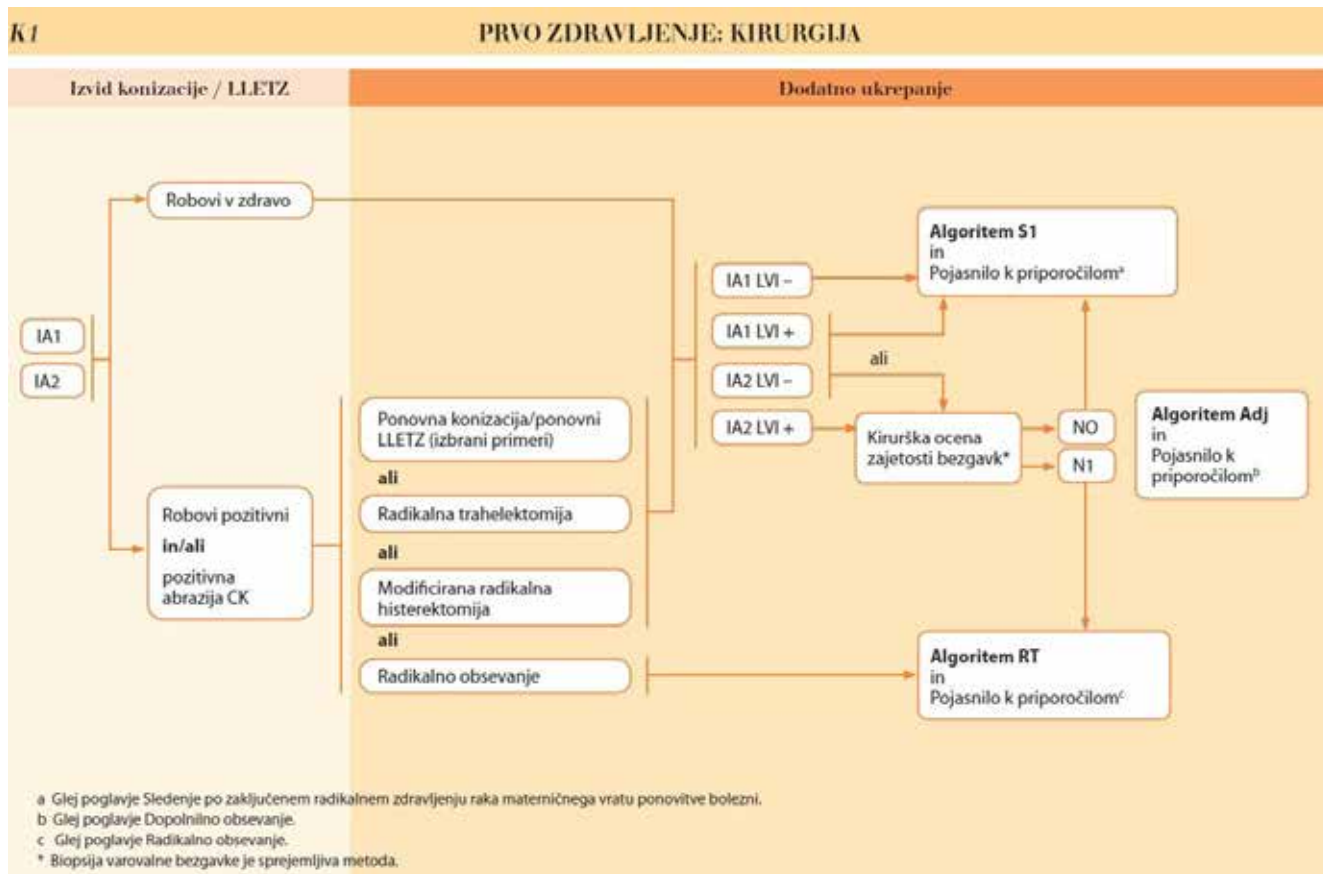 K1
PRVO ZDRAVLJENJE: KIRURGIJA
Izvid konizacije / LLETZ
Dodatno ukrepanje
IA1
IA2
Robovi v zdravo
Robovi pozitivni
in/ali
pozitivna
abrazija CK
Ponovna konizacija/ponovni
LLETZ (izbrani primeri)
ali
Radikalna trahelektomija
ali
Modificirana radikalna
histerektomija
ali
Radikalno obsevanje
IA1 LVI –
IA1 LVI +
IA2 LVI –
IA2 LVI +
ali
Kirurška ocena
zajetosti bezgavk*
NO
N1
Algoritem S1
in
Pojasnilo k priporočilomᵃ
Algoritem Adj
in
Pojasnilo k
priporočilomᵇ
Algoritem RT
in
Pojasnilo k priporočilomᶜ
a Glej poglavje Sledenje po zaključenem radikalnem zdravljenju raka materničnega vratu ponovitve bolezni.
b Glej poglavje Dopolnilno obsevanje.
c Glej poglavje Radikalno obsevanje.
* Biopsija varovalne bezgavke je sprejemljiva metoda.